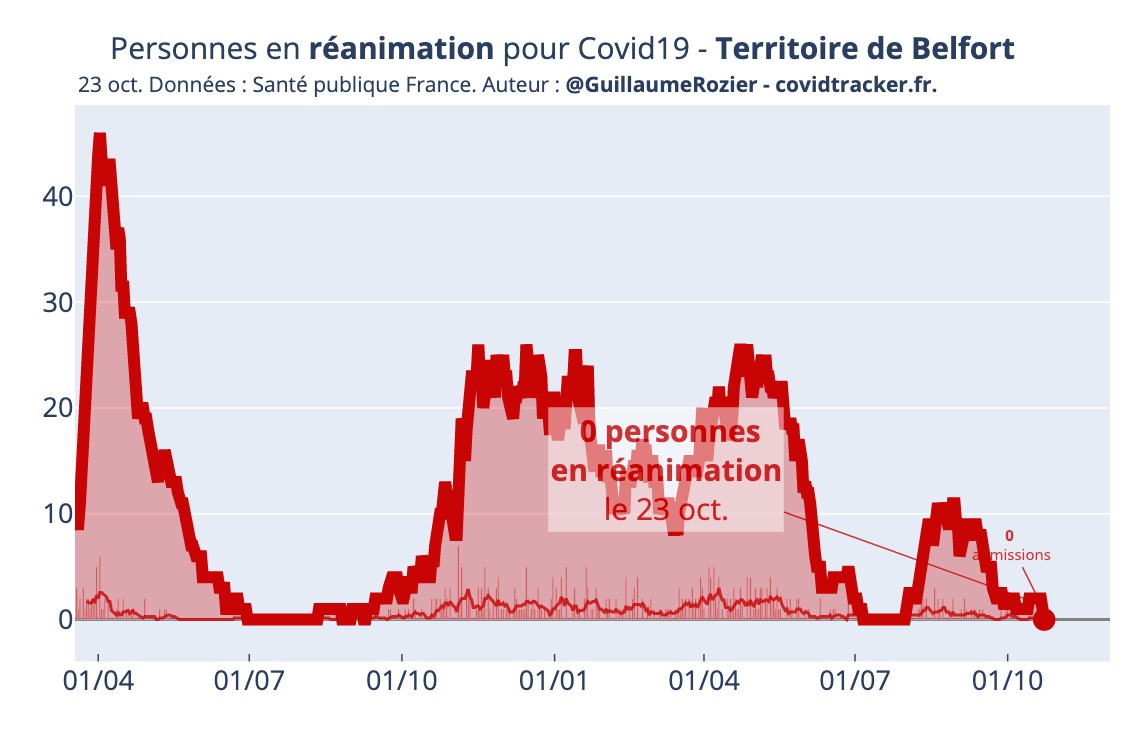 Personnes en réanimation pour Covid19 - Territoire de Belfort
23 oct. Données : Santé publique France. Auteur : @GuillaumeRozier - covidtracker.fr.
40
30
20
10
0
0 personnes
en réanimation
le 23 oct.
0
admissions
01/04
01/07
01/10
01/01
01/04
01/07
01/10